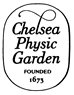 Chelsea
Physic
Garden
FOUNDED
1673